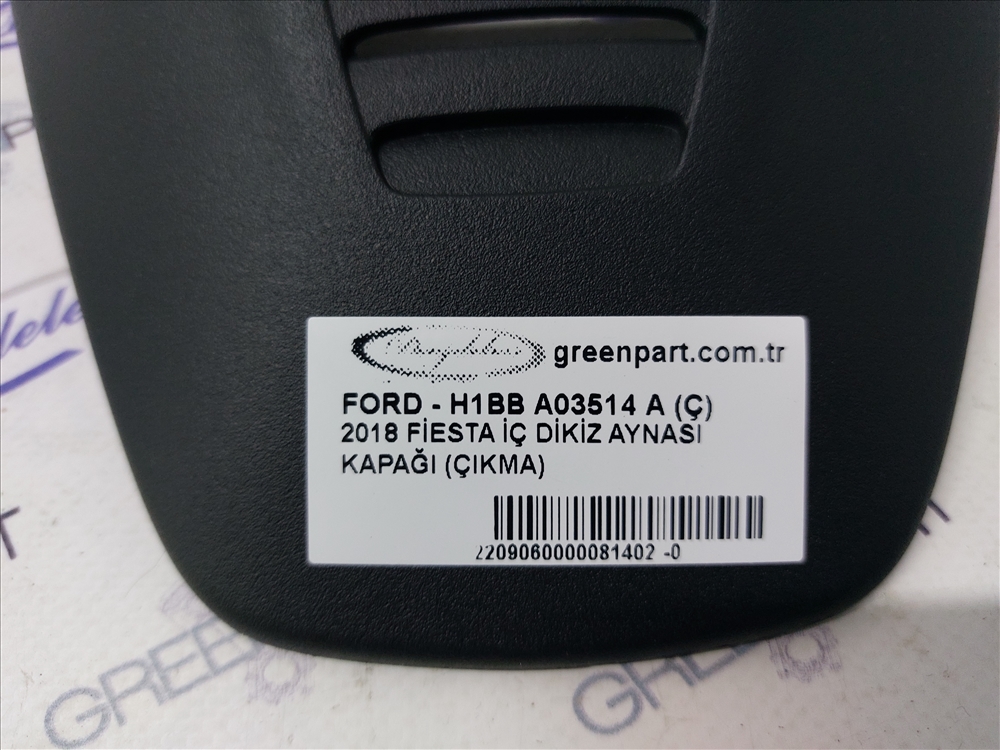 greenpart.com.tr
FORD - H1BB A03514 A (Ç)
2018 FİESTA İÇ DİKİZ AYNASI
KAPAĞI (ÇIKMA)
2209060000081402 -0